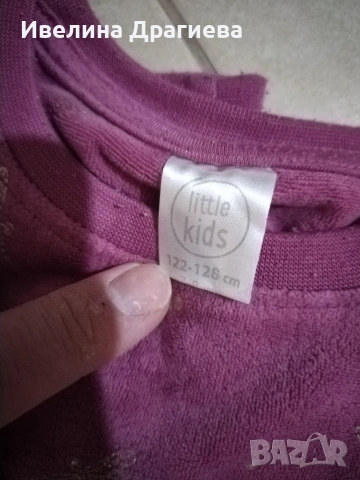 Ивелина Драгиева
little
kids
122-128 cm
BAZAR